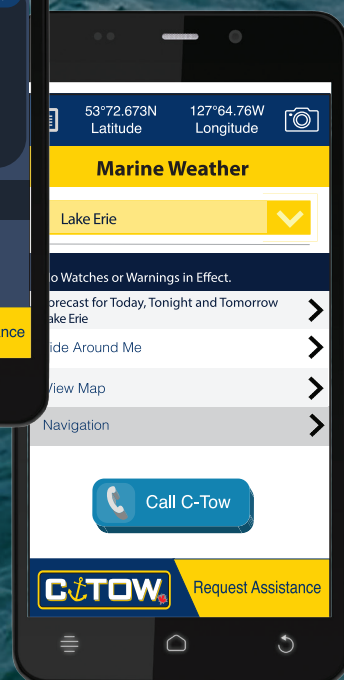 53°72.673N
Latitude
127°64.76W
Longitude
Marine Weather
Lake Erie
o Watches or Warnings in Effect.
orecast for Today, Tonight and Tomorrow
ake Erie
ide Around Me
iew Map
Navigation
nce
Call C-Tow
C-TOW
Request Assistance